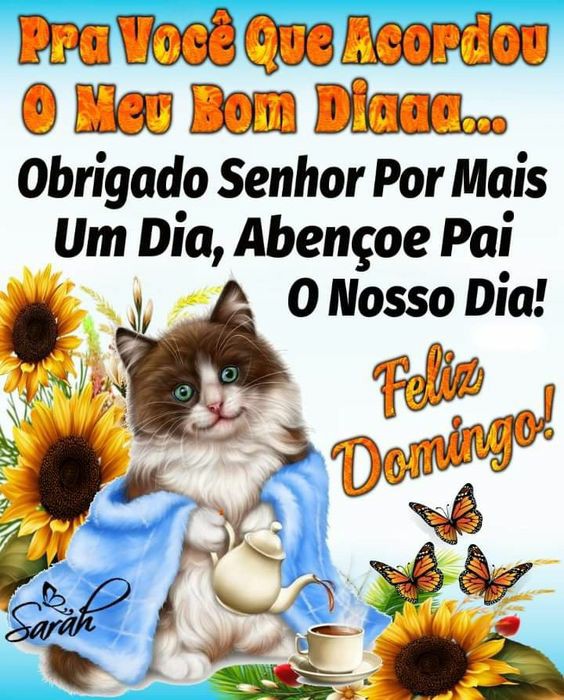 Pra Você Que Acordou
O Meu Bom Diaaa...
Obrigado Senhor Por Mais
Um Dia, Abençoe Pai
O Nosso Dia!
Feliz
Domingo!
Sarah